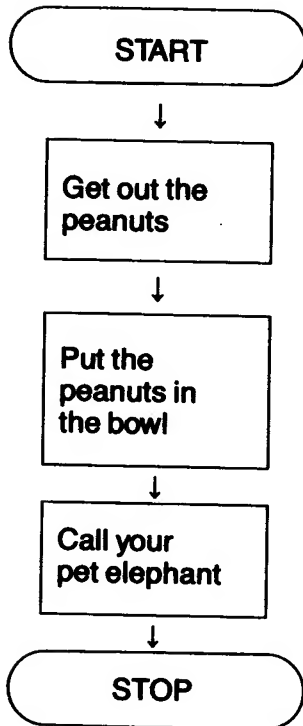 START
Get out the
peanuts
Put the
peanuts in
the bowl
Call your
pet elephant
STOP